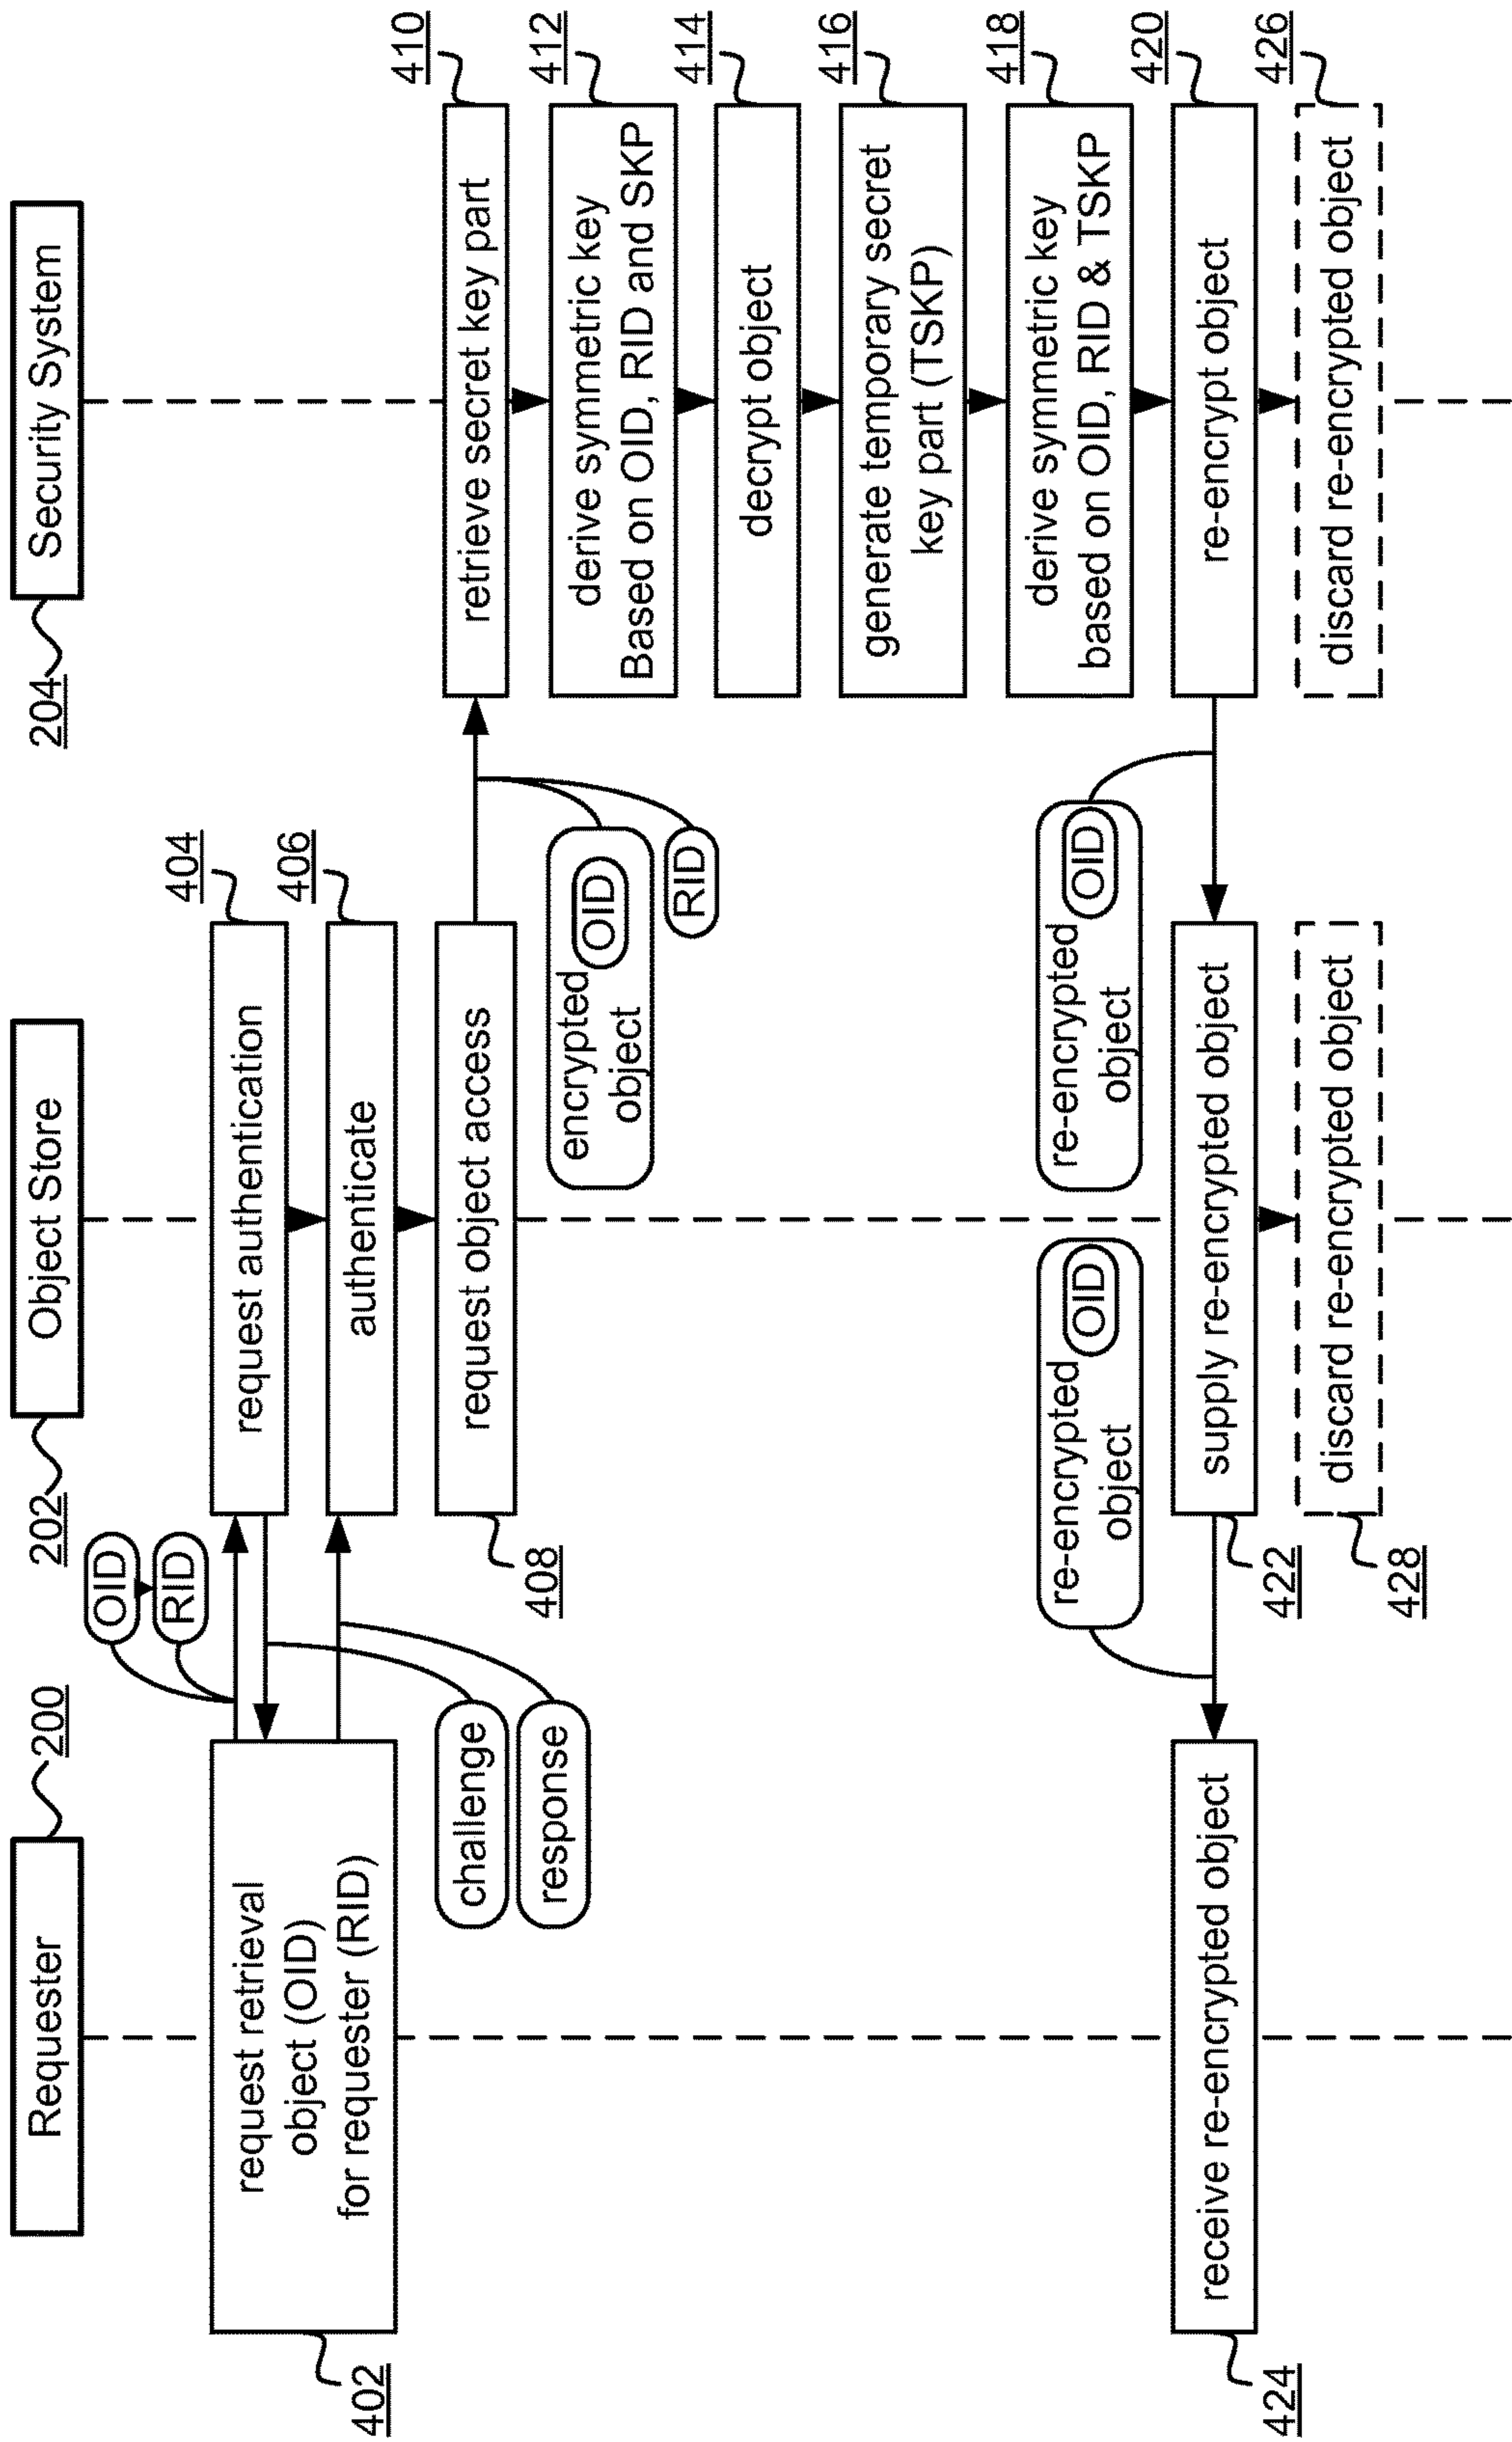 Requester
200
Object Store
202
Security System
204
request retrieval
object (OID)
for requester (RID)
402
OID
RID
challenge
response
request authentication
404
authenticate
406
request object access
408
encrypted
object
OID
RID
retrieve secret key part
410
derive symmetric key
Based on OID, RID and SKP
412
decrypt object
414
generate temporary secret
key part (TSKP)
416
derive symmetric key
based on OID, RID & TSKP
418
re-encrypt object
420
re-encrypted
object
OID
supply re-encrypted object
422
re-encrypted
object
OID
receive re-encrypted object
424
discard re-encrypted object
426
discard re-encrypted object
428